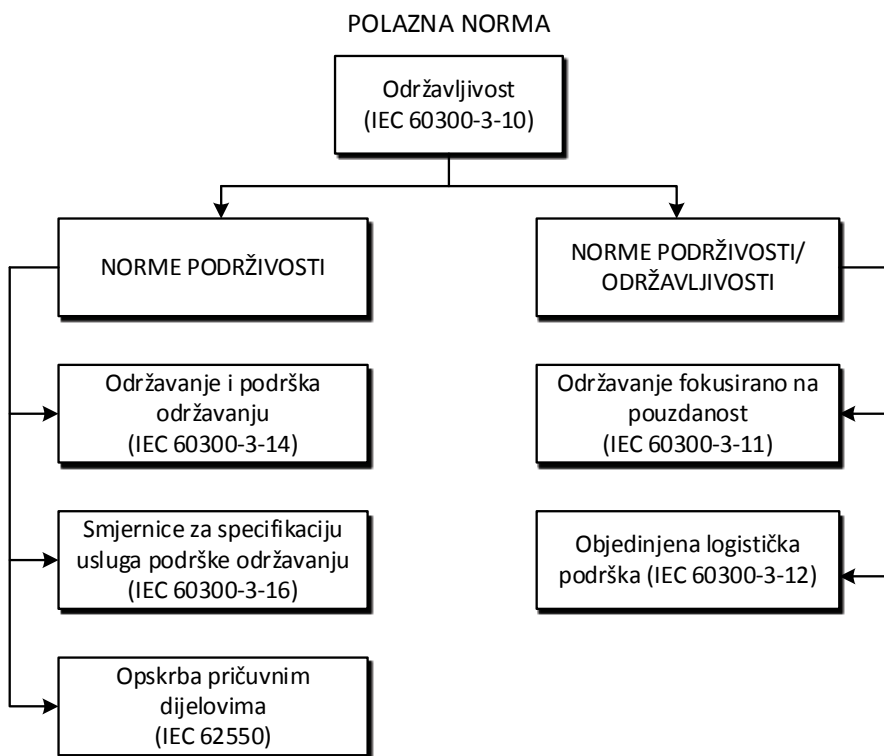 POLAZNA NORMA
Održavljivost
(IEC 60300-3-10)
NORME PODRŽIVOSTI
NORME PODRŽIVOSTI/
ODRŽAVLJIVOSTI
Održavanje i podrška
održavanju
(IEC 60300-3-14)
Održavanje fokusirano na
pouzdanost
(IEC 60300-3-11)
Smjernice za specifikaciju
usluga podrške održavanju
(IEC 60300-3-16)
Objedinjena logistička
podrška (IEC 60300-3-12)
Opskrba pričuvnim
dijelovima
(IEC 62550)